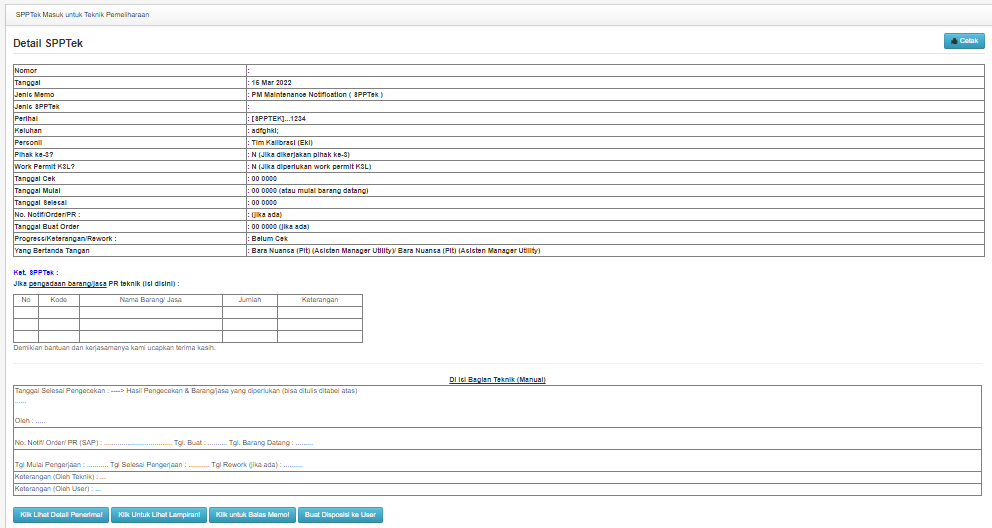 SPPTek Masuk untuk Teknik Pemeliharaan
Detail SPPTek
Cetak
Nomor :
Tanggal : 15 Mar 2022
Jenis Memo : PM Maintenance Notification ( SPPTek )
Jenis SPPTek :
Perihal : [SPPTEK]...1234
Keluhan : adfghkl;
Personil : Tim Kalibrasi (Eki)
Pihak ke-3? : N (Jika dikerjakan pihak ke-3)
Work Permit K3L? : N (Jika diperlukan work permit K3L)
Tanggal Cek : 00 0000
Tanggal Mulai : 00 0000 (atau mulai barang datang)
Tanggal Selesai : 00 0000
No. Notif/Order/PR : : (jika ada)
Tanggal Buat Order : 00 0000 (jika ada)
Progress/Keterangan/Rework : : Belum Cek
Yang Bertanda Tangan : Bara Nuansa (Plt) (Asisten Manager Utility)/ Bara Nuansa (Plt) (Asisten Manager Utility)
Ket. SPPTek :
Jika pengadaan barang/jasa PR teknik (isi disini) :
No Kode Nama Barang/ Jasa Jumlah Keterangan
Demikian bantuan dan kerjasamanya kami ucapkan terima kasih.
Di Isi Bagian Teknik (Manual)
Tanggal Selesai Pengecekan : ----> Hasil Pengecekan & Barang/jasa yang diperlukan (bisa ditulis ditabel atas)
......
Oleh : .....
No. Notif/ Order/ PR (SAP) : ................................ Tgl. Buat : ......... Tgl. Barang Datang : .........
Tgl Mulai Pengerjaan : .......... Tgl Selesai Pengerjaan : .......... Tgl Rework (jika ada) : .........
Keterangan (Oleh Teknik) : ...
Keterangan (Oleh User) : ...
Klik Lihat Detail Penerima! Klik Untuk Lihat Lampiran! Klik untuk Balas Memo! Buat Disposisi ke User